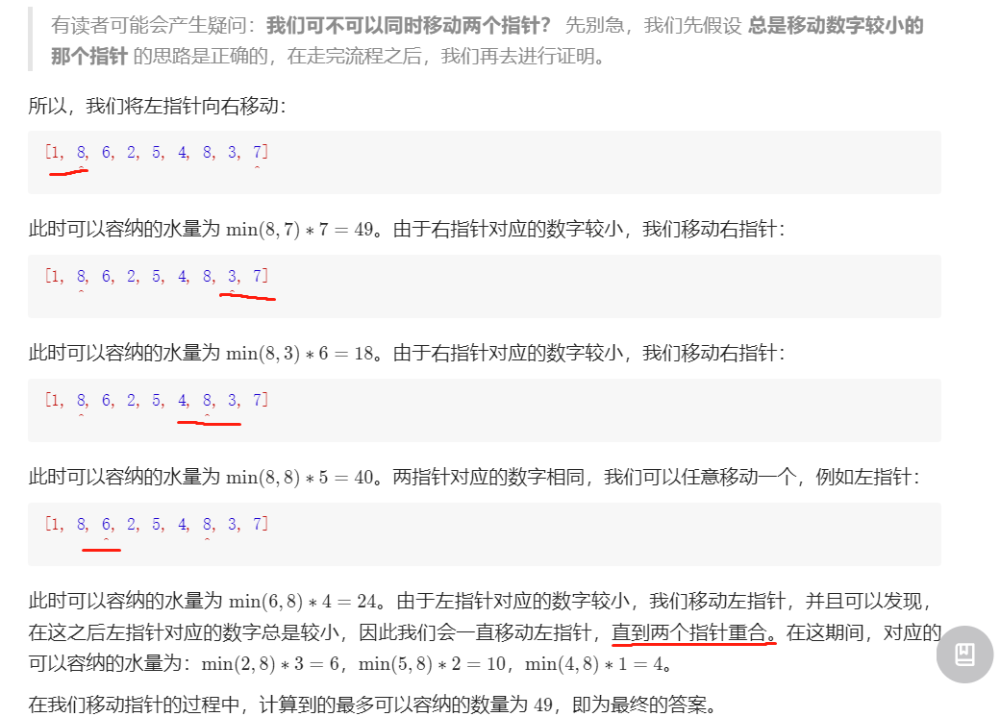 有读者可能会产生疑问：我们可不可以同时移动两个指针？ 先别急，我们先假设 总是移动数字较小的
那个指针 的思路是正确的，在走完流程之后，我们再去进行证明。
所以，我们将左指针向右移动：
[1, 8, 6, 2, 5, 4, 8, 3, 7]
^ ^
此时可以容纳的水量为 min(8, 7) * 7 = 49。由于右指针对应的数字较小，我们移动右指针：
[1, 8, 6, 2, 5, 4, 8, 3, 7]
^ ^
此时可以容纳的水量为 min(8, 3) * 6 = 18。由于右指针对应的数字较小，我们移动右指针：
[1, 8, 6, 2, 5, 4, 8, 3, 7]
^ ^
此时可以容纳的水量为 min(8, 8) * 5 = 40。两指针对应的数字相同，我们可以任意移动一个，例如左指针：
[1, 8, 6, 2, 5, 4, 8, 3, 7]
^ ^
此时可以容纳的水量为 min(6, 8) * 4 = 24。由于左指针对应的数字较小，我们移动左指针，并且可以发现，
在这之后左指针对应的数字总是较小，因此我们会一直移动左指针，直到两个指针重合。在这期间，对应的
可以容纳的水量为：min(2, 8) * 3 = 6，min(5, 8) * 2 = 10，min(4, 8) * 1 = 4。
在我们移动指针的过程中，计算到的最多可以容纳的数量为 49，即为最终的答案。